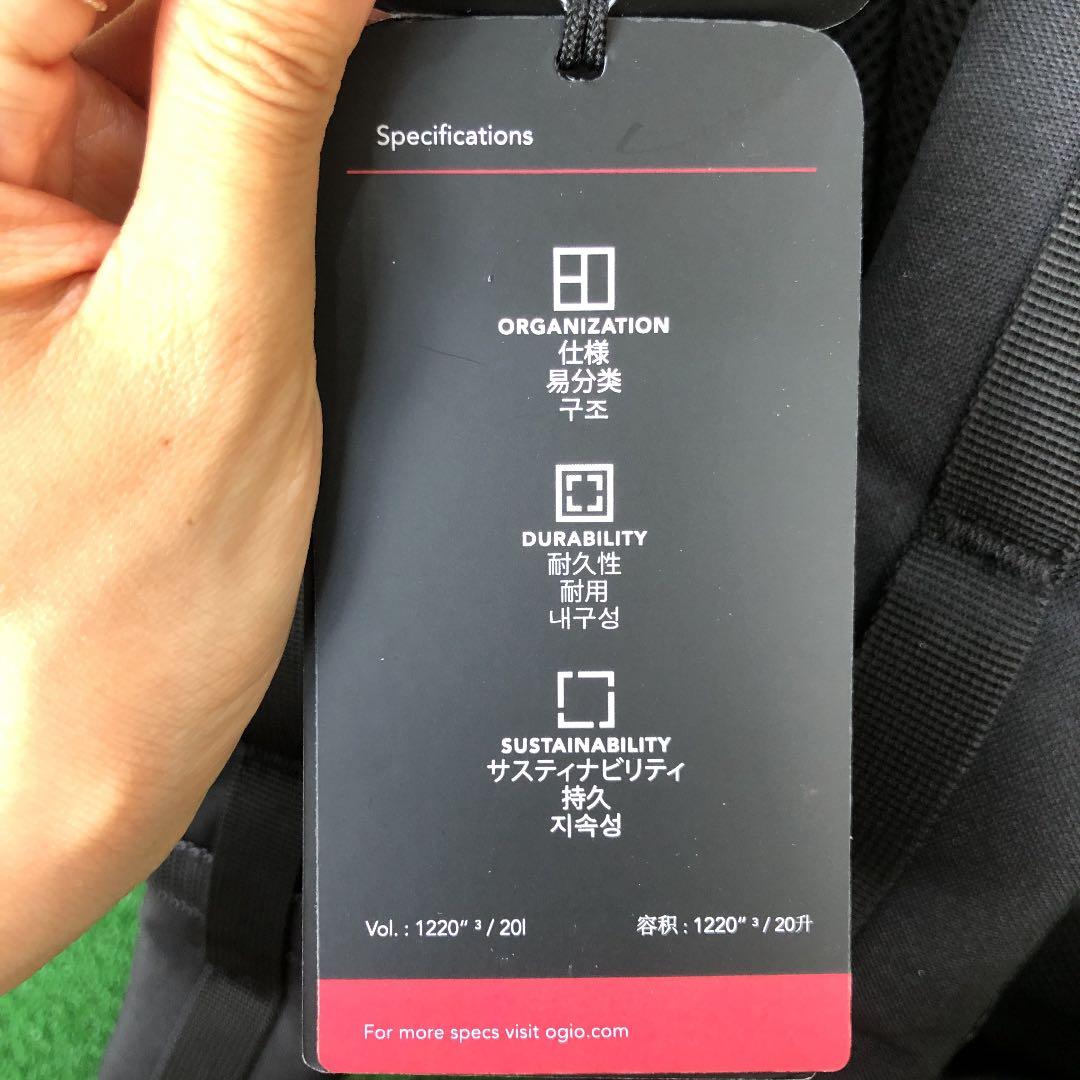 Specifications
ORGANIZATION
仕様
易分类
구조
DURABILITY
耐久性
耐用
내구성
SUSTAINABILITY
サスティナビリティ
持久
지속성
Vol. : 1220" ³ / 20l
容积 : 1220" ³ / 20升
For more specs visit ogio.com